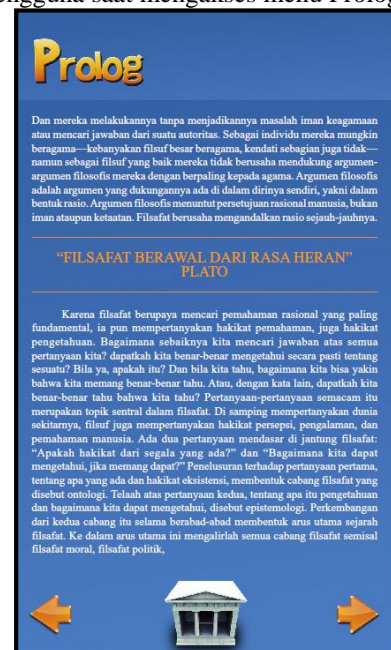 engguna saat mengakses menu Prolog
Prolog
Dan mereka melakukannya tanpa menjadikannya masalah iman keagamaan
atau mencari jawaban dari suatu autoritas. Sebagai individu mereka mungkin
beragama—kebanyakan filsuf besar beragama, kendati sebagian juga tidak—
namun sebagai filsuf yang baik mereka tidak berusaha mendukung argumen-
argumen filosofis mereka dengan berpaling kepada agama. Argumen filosofis
adalah argumen yang dukungannya ada di dalam dirinya sendiri, yakni dalam
bentuk rasio. Argumen filosofis menuntut persetujuan rasional manusia, bukan
iman ataupun ketaatan. Filsafat berusaha mengandalkan rasio sejauh-jauhnya.
“FILSAFAT BERAWAL DARI RASA HERAN”
PLATO
Karena filsafat berupaya mencari pemahaman rasional yang paling
fundamental, ia pun mempertanyakan hakikat pemahaman, juga hakikat
pengetahuan. Bagaimana sebaiknya kita mencari jawaban atas semua
pertanyaan kita? dapatkah kita benar-benar mengetahui secara pasti tentang
sesuatu? Bila ya, apakah itu? Dan bila kita tahu, bagaimana kita bisa yakin
bahwa kita memang benar-benar tahu. Atau, dengan kata lain, dapatkah kita
benar-benar tahu bahwa kita tahu? Pertanyaan-pertanyaan semacam itu
merupakan topik sentral dalam filsafat. Di samping mempertanyakan dunia
sekitarnya, filsuf juga mempertanyakan hakikat persepsi, pengalaman, dan
pemahaman manusia. Ada dua pertanyaan mendasar di jantung filsafat:
“Apakah hakikat dari segala yang ada?” dan “Bagaimana kita dapat
mengetahui, jika memang dapat?” Penelusuran terhadap pertanyaan pertama,
tentang apa yang ada dan hakikat eksistensi, membentuk cabang filsafat yang
disebut ontologi. Telaah atas pertanyaan kedua, tentang apa itu pengetahuan
dan bagaimana kita dapat mengetahui, disebut epistemologi. Perkembangan
dari kedua cabang itu selama berabad-abad membentuk arus utama sejarah
filsafat. Ke dalam arus utama ini mengalirlah semua cabang filsafat semisal
filsafat moral, filsafat politik,